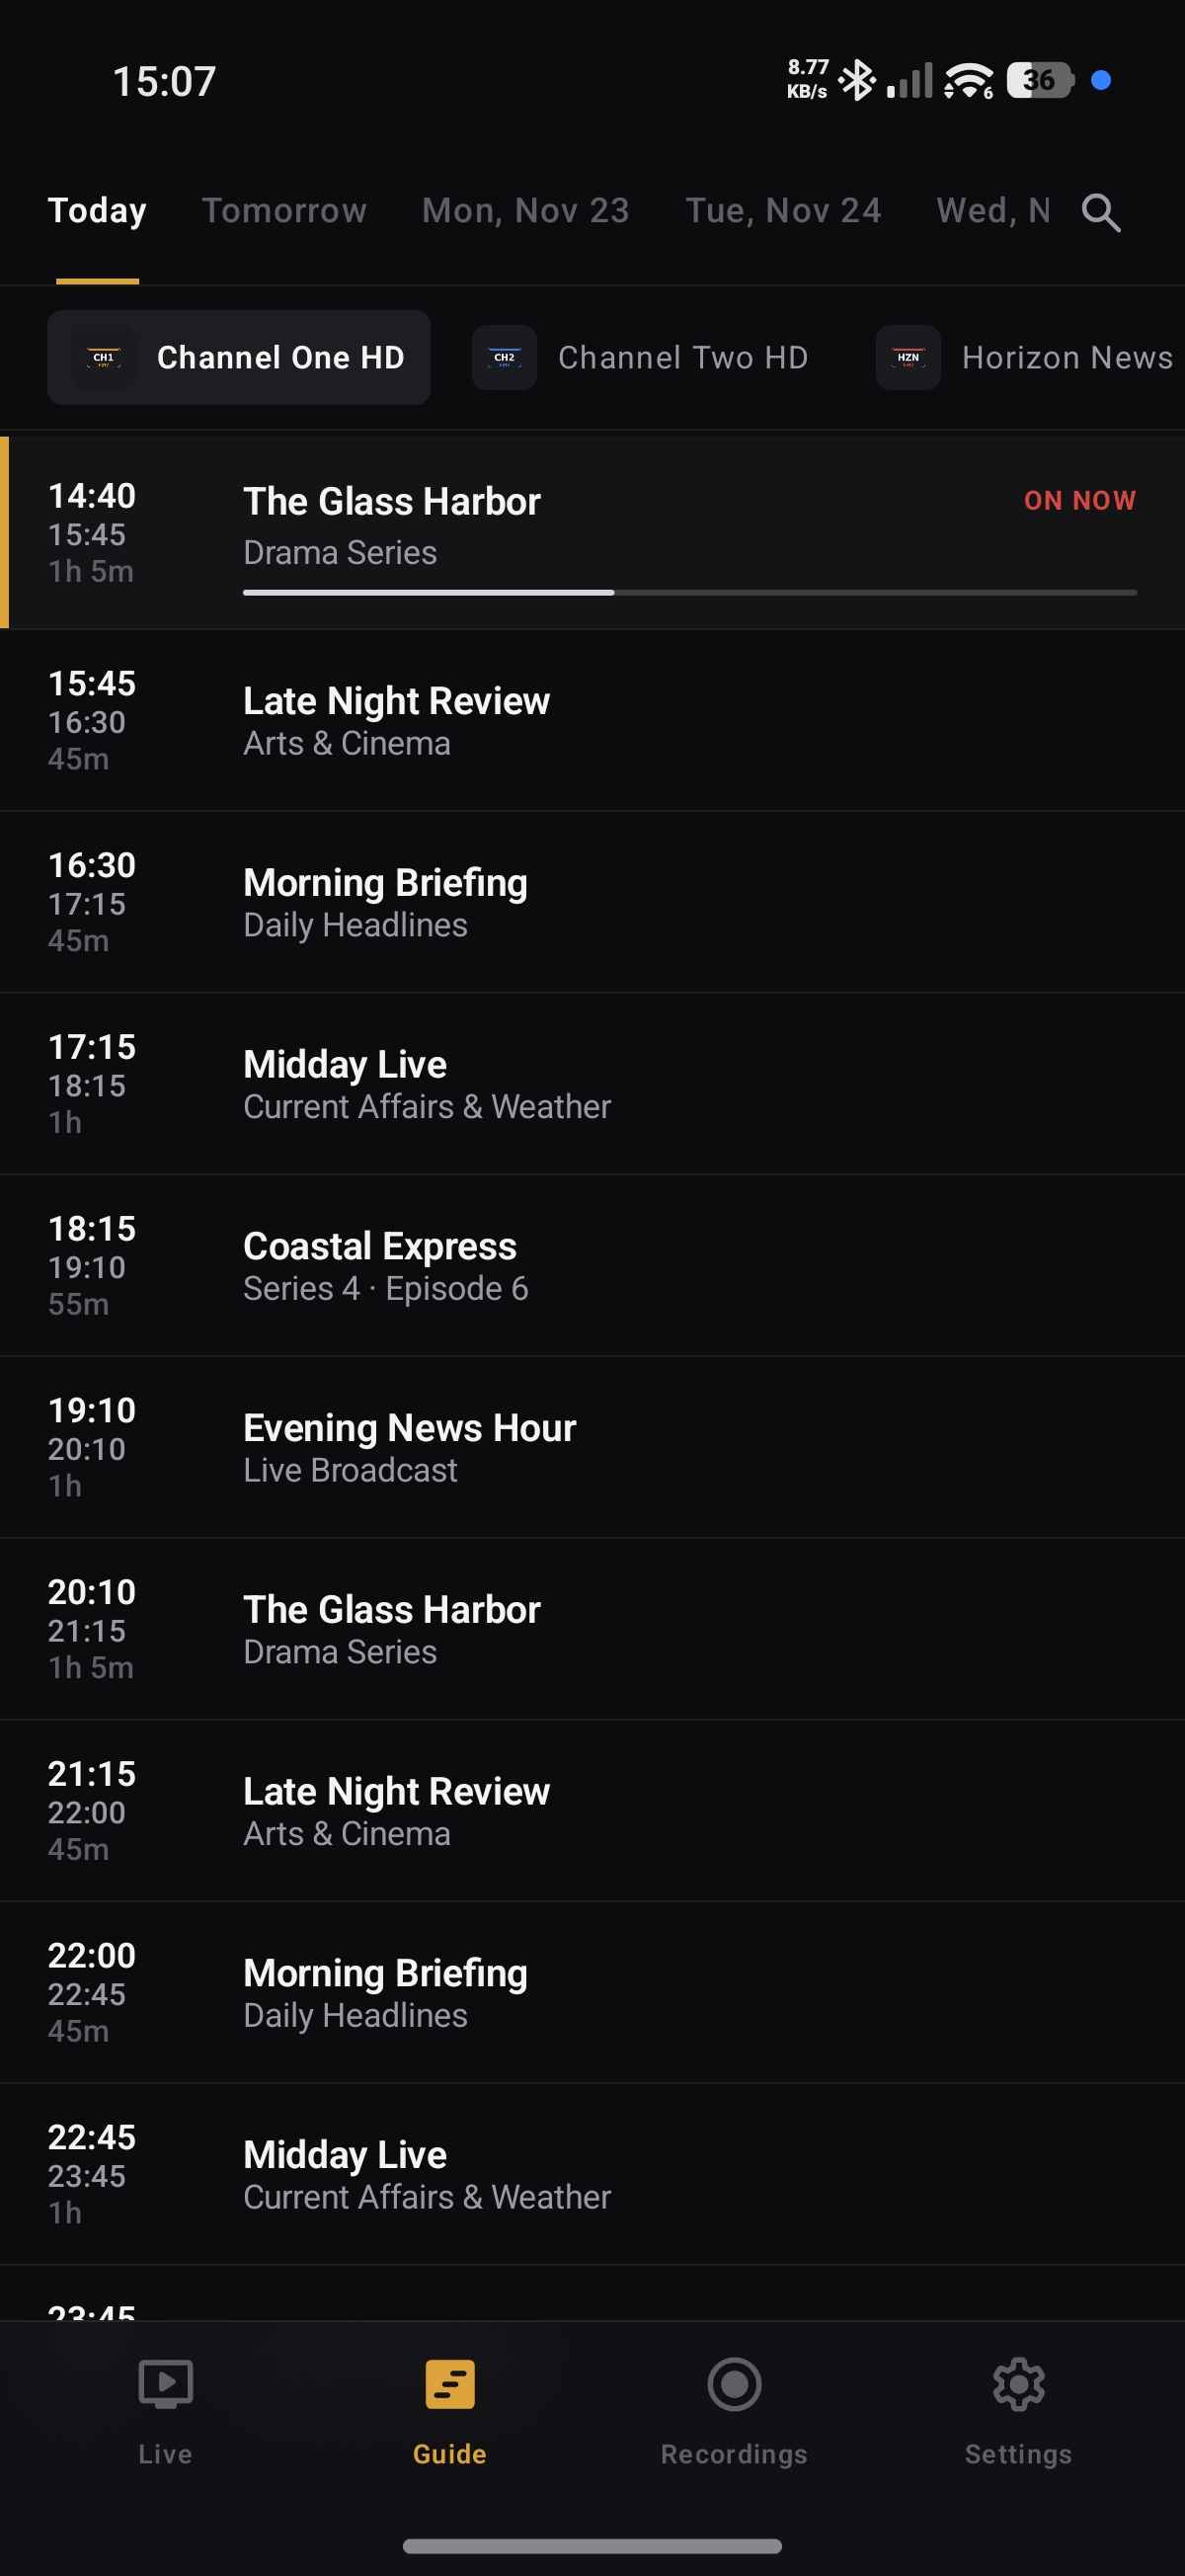 15:07
8.77
KB/s
6
36
Today Tomorrow Mon, Nov 23 Tue, Nov 24 Wed, N
CH1 Channel One HD CH2 Channel Two HD HZN Horizon News
14:40
15:45
1h 5m
The Glass Harbor
ON NOW
Drama Series
15:45
16:30
45m
Late Night Review
Arts & Cinema
16:30
17:15
45m
Morning Briefing
Daily Headlines
17:15
18:15
1h
Midday Live
Current Affairs & Weather
18:15
19:10
55m
Coastal Express
Series 4 · Episode 6
19:10
20:10
1h
Evening News Hour
Live Broadcast
20:10
21:15
1h 5m
The Glass Harbor
Drama Series
21:15
22:00
45m
Late Night Review
Arts & Cinema
22:00
22:45
45m
Morning Briefing
Daily Headlines
22:45
23:45
1h
Midday Live
Current Affairs & Weather
23:45
Live Guide Recordings Settings